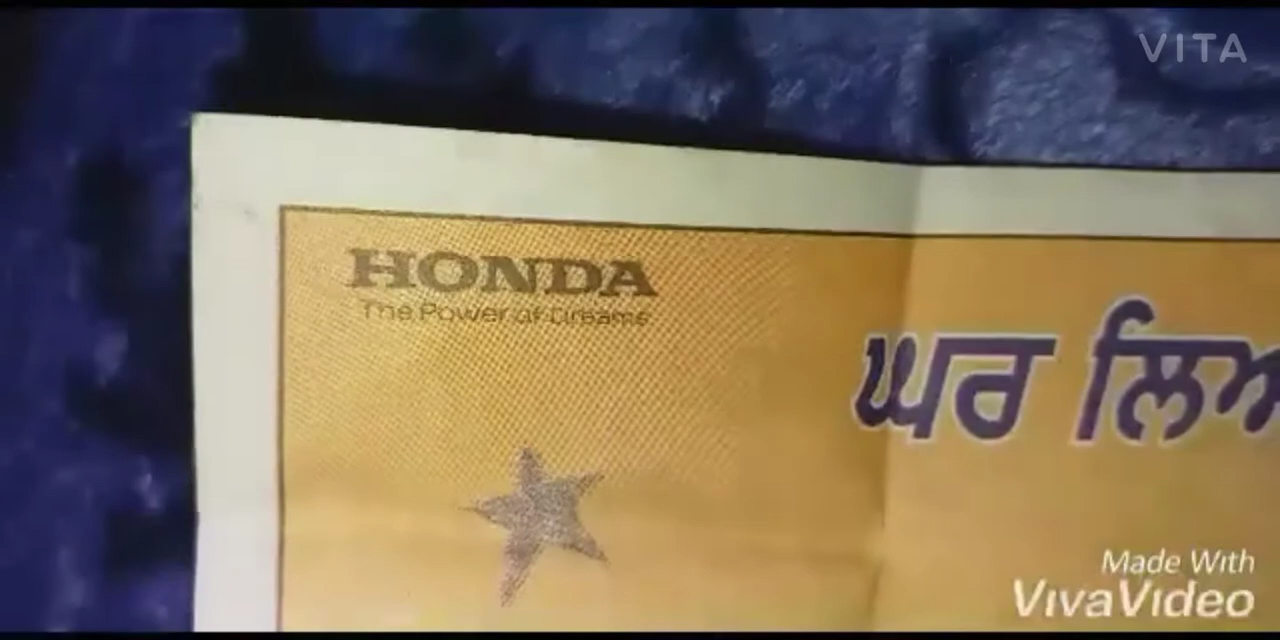 VITA
HONDA
The Power of Dreams
ਘਰ
Made With
VivaVideo